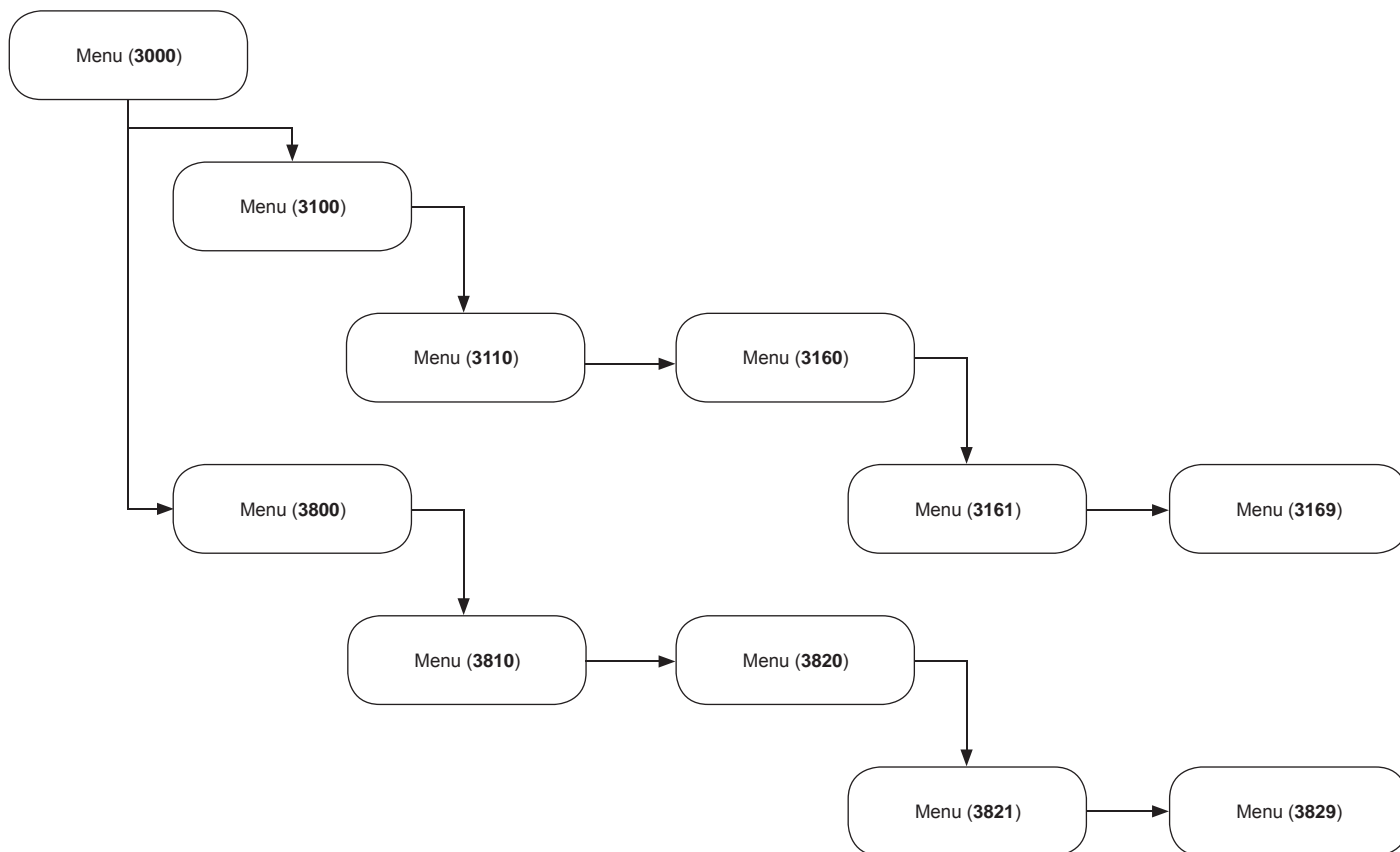 Menu (3000)
Menu (3100)
Menu (3110)
Menu (3160)
Menu (3161)
Menu (3169)
Menu (3800)
Menu (3810)
Menu (3820)
Menu (3821)
Menu (3829)